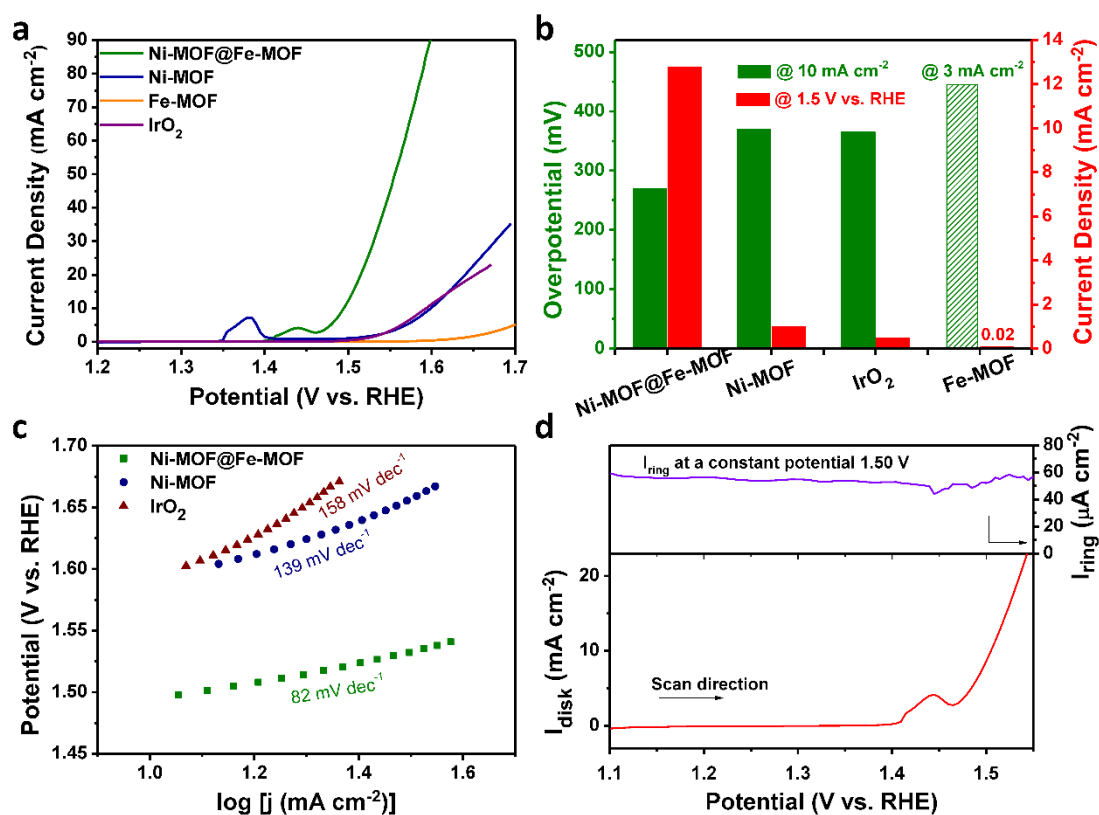 a
Current Density (mA cm⁻²)
90
80
70
60
50
40
30
20
10
0
Ni-MOF@Fe-MOF
Ni-MOF
Fe-MOF
IrO₂
1.2 1.3 1.4 1.5 1.6 1.7
Potential (V vs. RHE)
b
Overpotential (mV)
500
400
300
200
100
0
@ 10 mA cm⁻² @ 3 mA cm⁻²
@ 1.5 V vs. RHE
0.02
14
12
10
8
6
4
2
0
Current Density (mA cm⁻²)
Ni-MOF@Fe-MOF Ni-MOF IrO₂ Fe-MOF
c
Potential (V vs. RHE)
1.70
1.65
1.60
1.55
1.50
1.45
Ni-MOF@Fe-MOF
Ni-MOF
IrO₂
158 mV dec⁻¹
139 mV dec⁻¹
82 mV dec⁻¹
1.0 1.2 1.4 1.6
log [j (mA cm⁻²)]
d
I_ring at a constant potential 1.50 V
80
60
40
20
0
I_ring (μA cm⁻²)
I_disk (mA cm⁻²)
20
10
0
Scan direction
1.1 1.2 1.3 1.4 1.5
Potential (V vs. RHE)